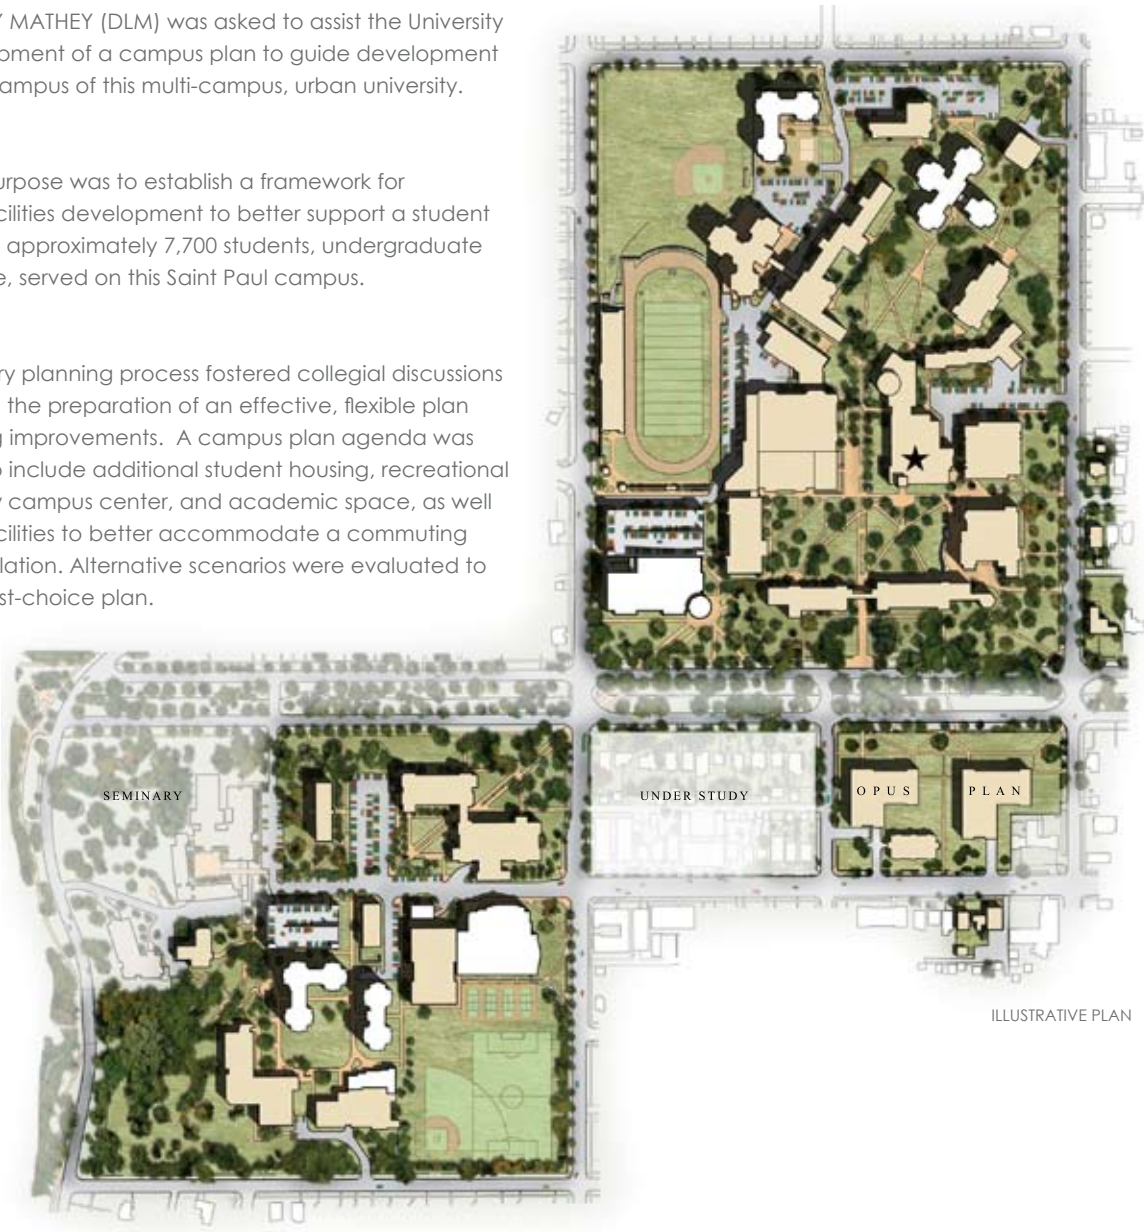 Y MATHEY (DLM) was asked to assist the University
opment of a campus plan to guide development
ampus of this multi-campus, urban university.
urpose was to establish a framework for
cilities development to better support a student
approximately 7,700 students, undergraduate
e, served on this Saint Paul campus.
ry planning process fostered collegial discussions
the preparation of an effective, flexible plan
g improvements. A campus plan agenda was
o include additional student housing, recreational
y campus center, and academic space, as well
cilities to better accommodate a commuting
lation. Alternative scenarios were evaluated to
st-choice plan.
SEMINARY
UNDER STUDY
OPUS
PLAN
ILLUSTRATIVE PLAN